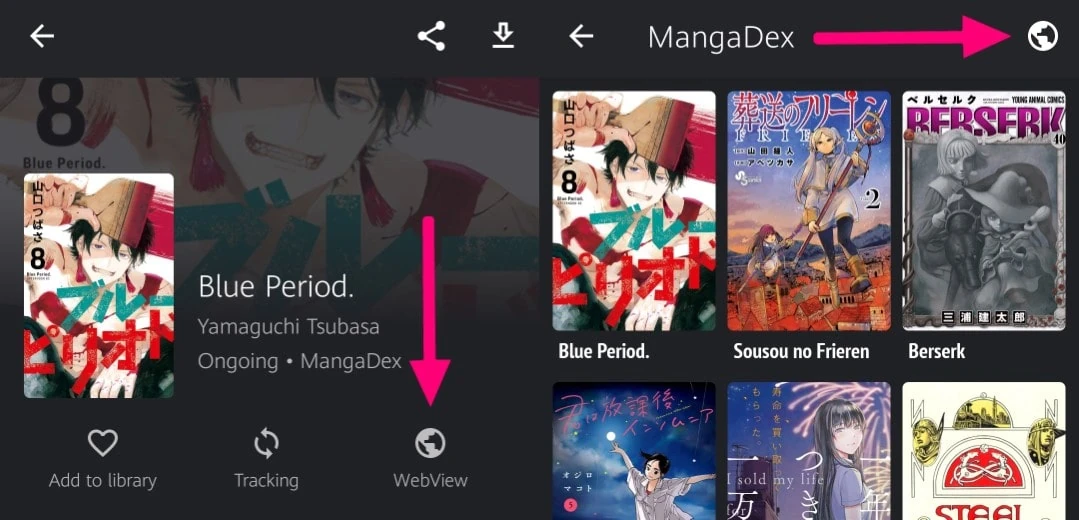 8
Blue Period.
山口つばさ
8
Blue Period.
ブルー
ピリオド
Blue Period.
Yamaguchi Tsubasa
Ongoing • MangaDex
Add to library
Tracking
WebView
MangaDex
山口つばさ
8
Blue Period.
ブルー
ピリオド
Blue Period.
葬送のフリーレン
FRIEREN
山田鐘人
アベツカサ
2
Sousou no Frieren
ベルセルク
YOUNG ANIMAL COMICS
BERSERK
40
三浦建太郎
Berserk
君は放課後
インソムニア
オジロ
マコト
5
寿命を買い取って
もらった。
一年
つき
一万
I sold my life
for
STEEL